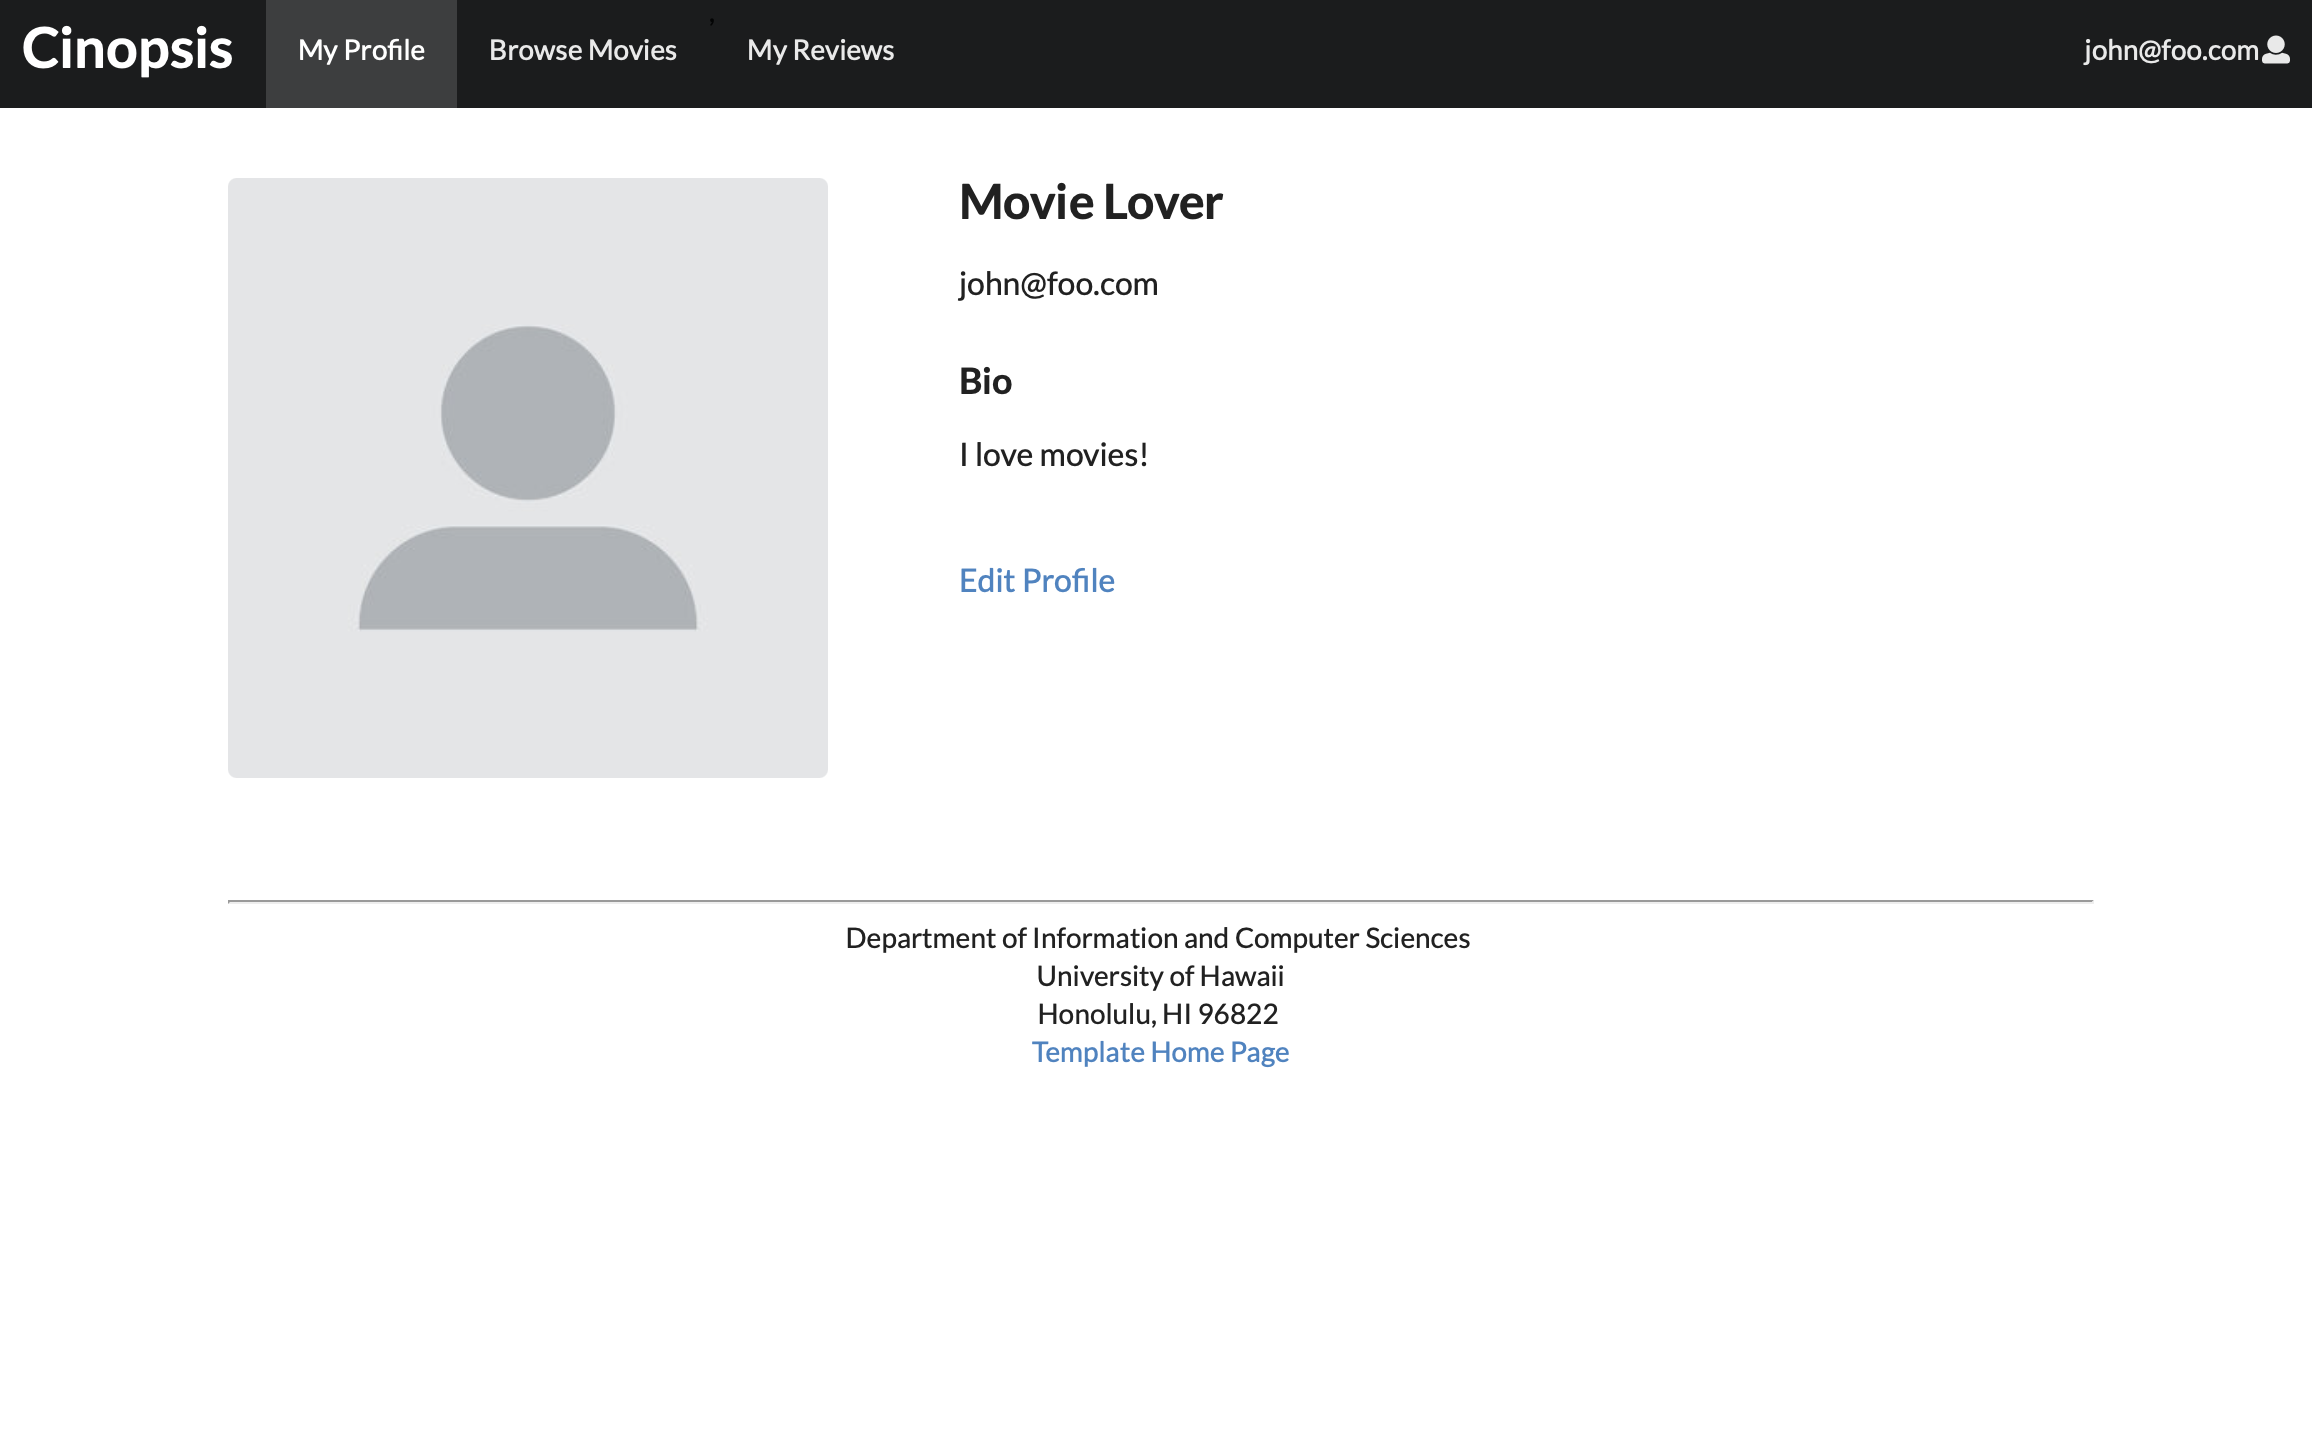 Cinopsis My Profile Browse Movies , My Reviews john@foo.com
Movie Lover
john@foo.com
Bio
I love movies!
Edit Profile
Department of Information and Computer Sciences
University of Hawaii
Honolulu, HI 96822
Template Home Page